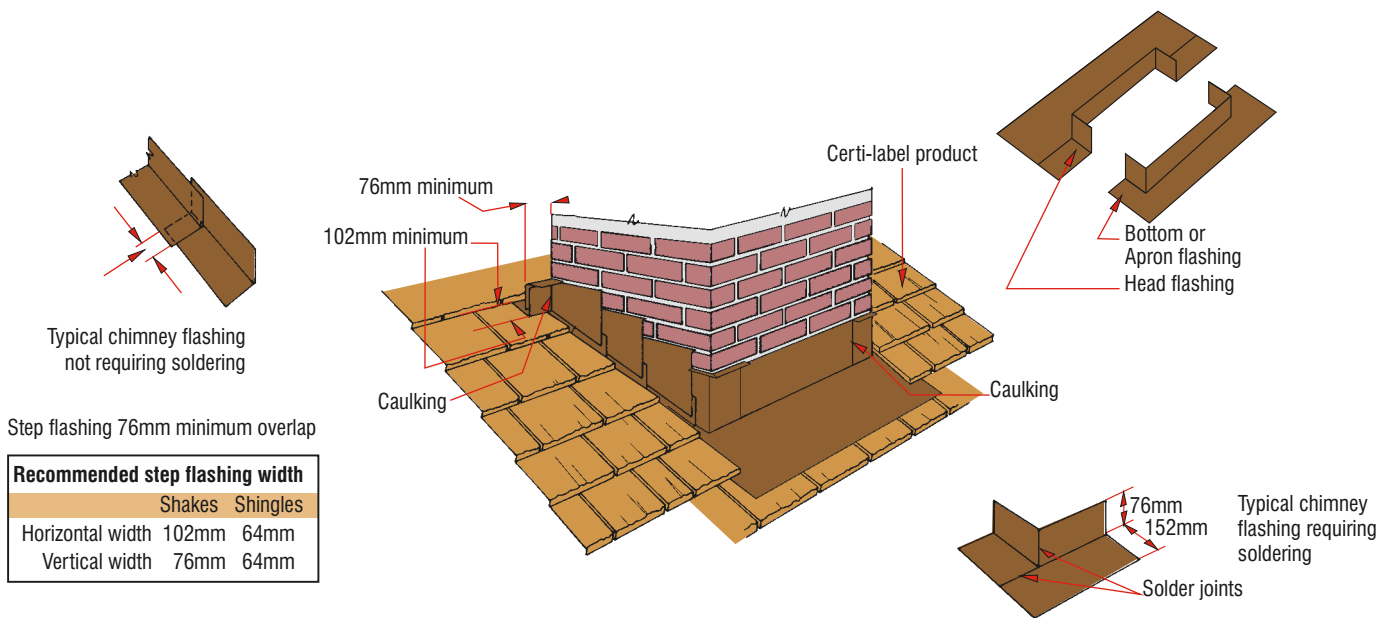 Certi-label product
76mm minimum
102mm minimum
Bottom or
Apron flashing
Head flashing
Typical chimney flashing
not requiring soldering
Caulking
Caulking
Step flashing 76mm minimum overlap
Recommended step flashing width
Shakes Shingles
Horizontal width 102mm 64mm
Vertical width 76mm 64mm
76mm
152mm
Typical chimney
flashing requiring
soldering
Solder joints